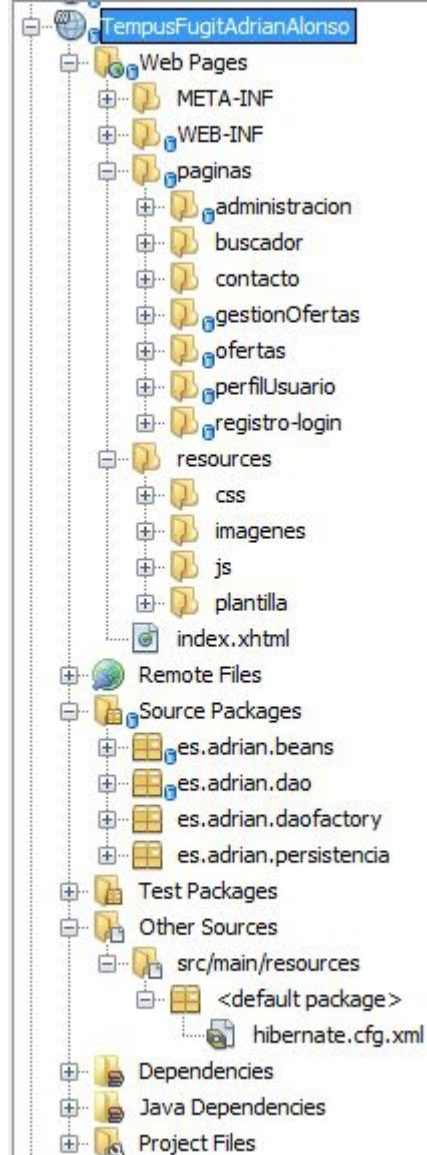 TempusFugitAdrianAlonso
Web Pages
META-INF
WEB-INF
paginas
administracion
buscador
contacto
gestionOfertas
ofertas
perfilUsuario
registro-login
resources
css
imagenes
js
plantilla
index.xhtml
Remote Files
Source Packages
es.adrian.beans
es.adrian.dao
es.adrian.daofactory
es.adrian.persistencia
Test Packages
Other Sources
src/main/resources
<default package>
hibernate.cfg.xml
Dependencies
Java Dependencies
Project Files